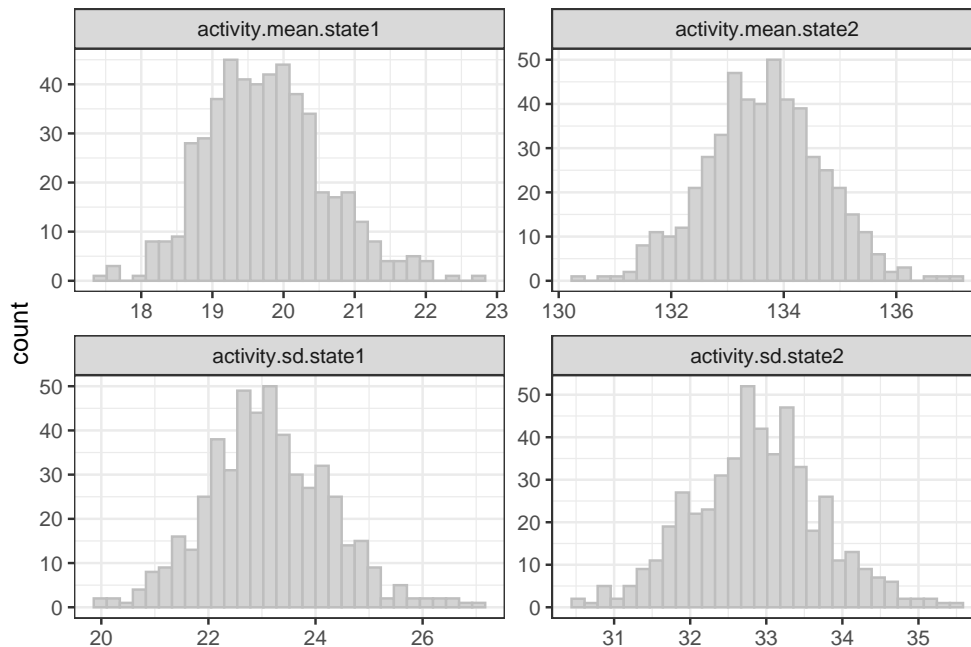 activity.mean.state1
activity.mean.state2
40
30
20
10
0
50
40
30
20
10
0
18 19 20 21 22 23
130 132 134 136
count
activity.sd.state1
activity.sd.state2
50
40
30
20
10
0
50
40
30
20
10
0
20 22 24 26
31 32 33 34 35